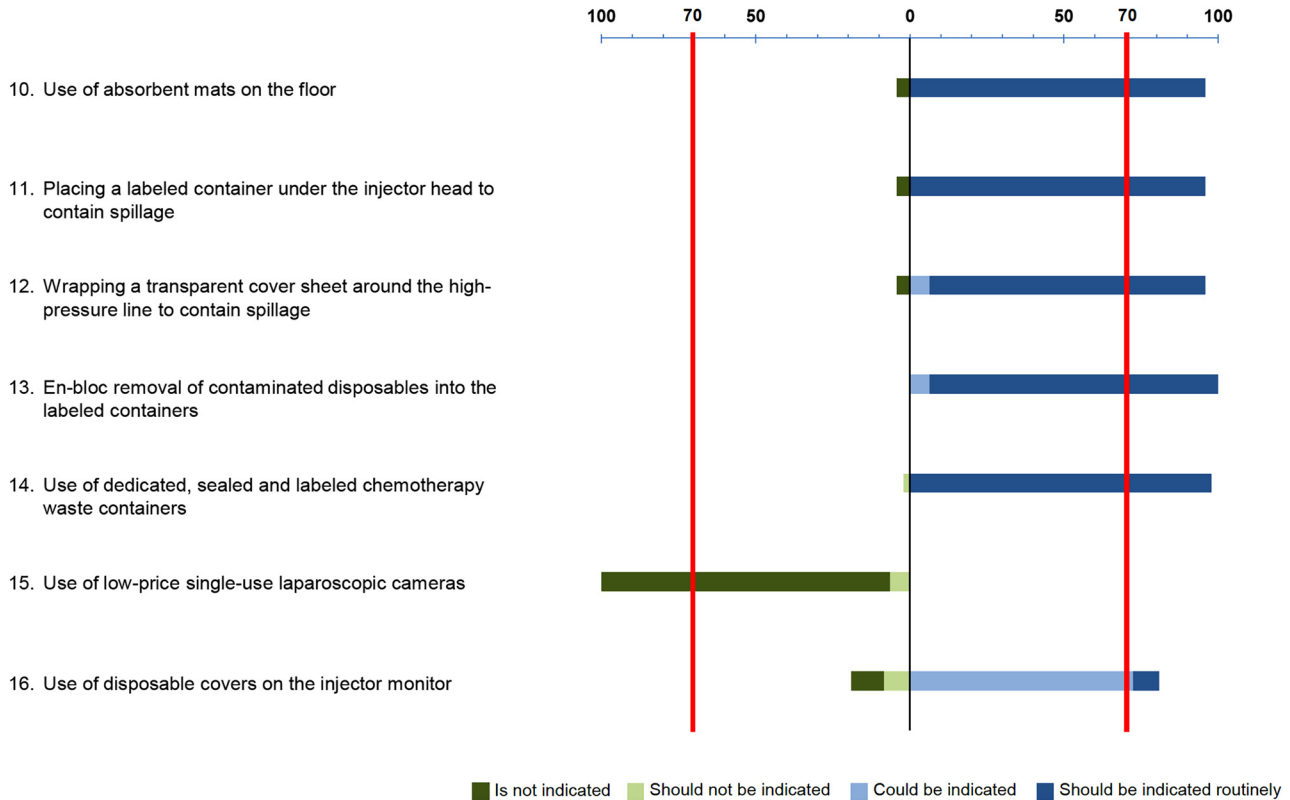 100 70 50 0 50 70 100
10. Use of absorbent mats on the floor
11. Placing a labeled container under the injector head to
contain spillage
12. Wrapping a transparent cover sheet around the high-
pressure line to contain spillage
13. En-bloc removal of contaminated disposables into the
labeled containers
14. Use of dedicated, sealed and labeled chemotherapy
waste containers
15. Use of low-price single-use laparoscopic cameras
16. Use of disposable covers on the injector monitor
Is not indicated Should not be indicated Could be indicated Should be indicated routinely